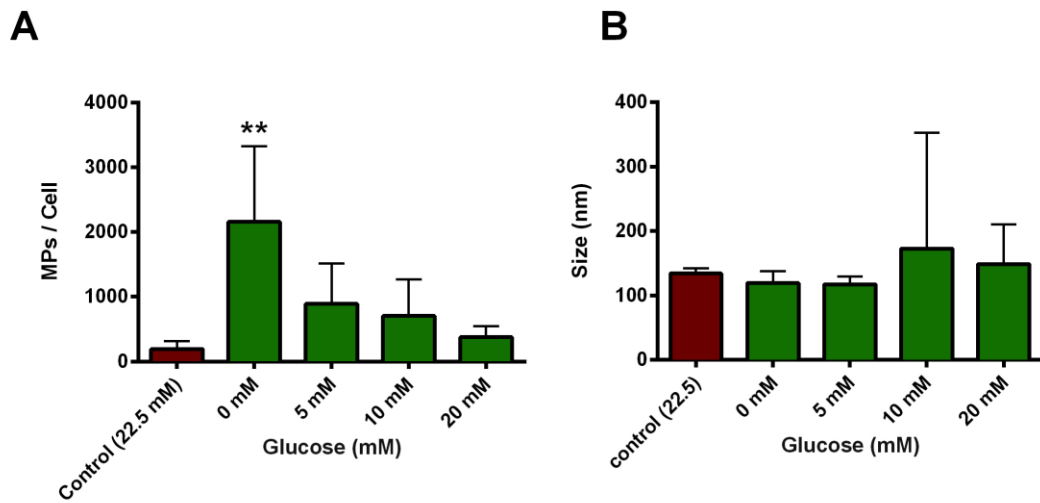 A
B
4000
3000
2000
1000
0
MPs / Cell
**
Control (22.5 mM)
0 mM
5 mM
10 mM
20 mM
Glucose (mM)
400
300
200
100
0
Size (nm)
control (22.5)
0 mM
5 mM
10 mM
20 mM
Glucose (mM)